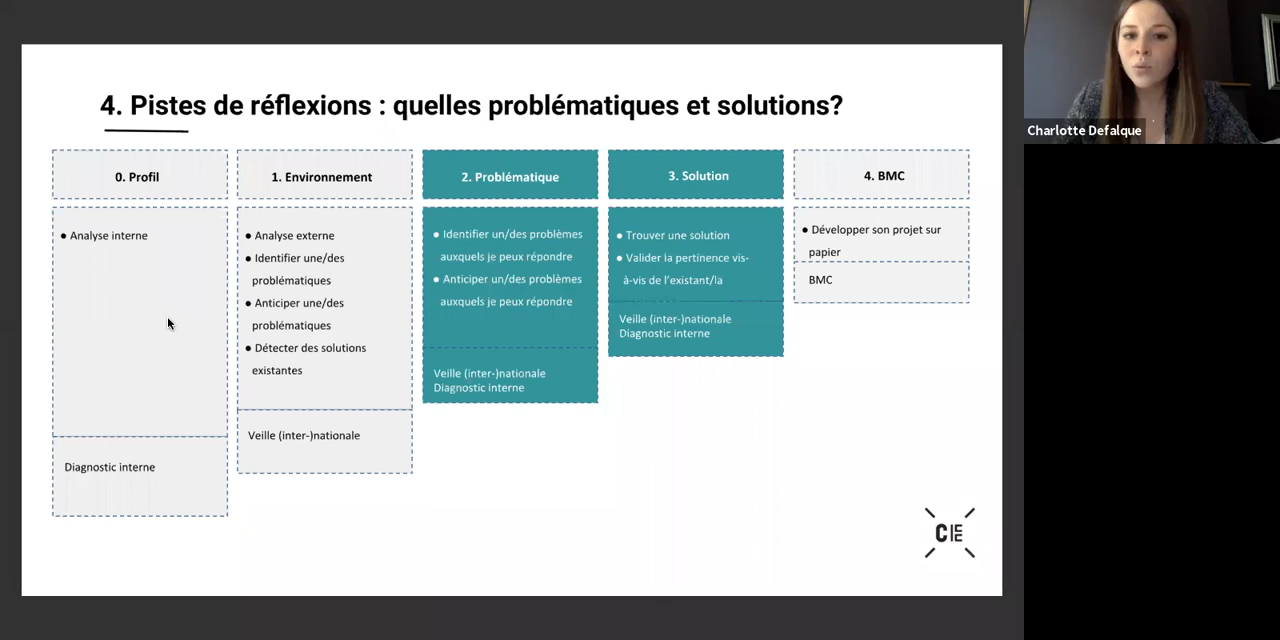 4. Pistes de réflexions : quelles problématiques et solutions?
0. Profil
● Analyse interne
Diagnostic interne
1. Environnement
● Analyse externe
● Identifier une/des
problématiques
● Anticiper une/des
problématiques
● Détecter des solutions
existantes
Veille (inter-)nationale
2. Problématique
● Identifier un/des problèmes
auxquels je peux répondre
● Anticiper un/des problèmes
auxquels je peux répondre
Veille (inter-)nationale
Diagnostic interne
3. Solution
● Trouver une solution
● Valider la pertinence vis-
à-vis de l'existant/la
Veille (inter-)nationale
Diagnostic interne
4. BMC
● Développer son projet sur
papier
BMC
Charlotte Defalque